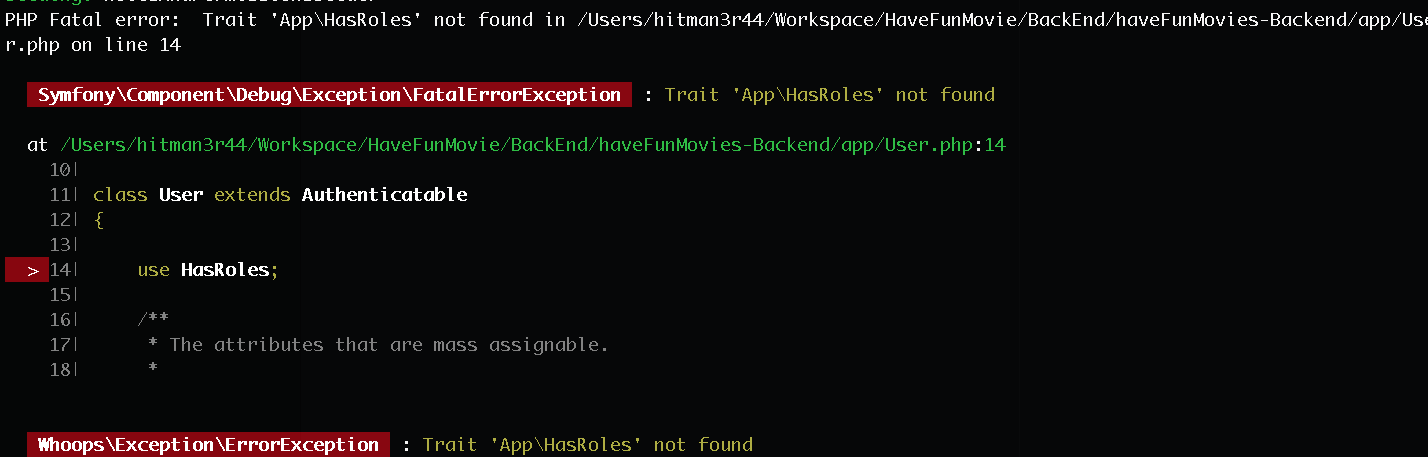 PHP Fatal error:  Trait 'App\HasRoles' not found in /Users/hitman3r44/Workspace/HaveFunMovie/BackEnd/haveFunMovies-Backend/app/Use
r.php on line 14
Symfony\Component\Debug\Exception\FatalErrorException : Trait 'App\HasRoles' not found
at /Users/hitman3r44/Workspace/HaveFunMovie/BackEnd/haveFunMovies-Backend/app/User.php:14
10|
11| class User extends Authenticatable
12| {
13|
> 14|     use HasRoles;
15|
16|     /**
17|      * The attributes that are mass assignable.
18|      *
Whoops\Exception\ErrorException : Trait 'App\HasRoles' not found